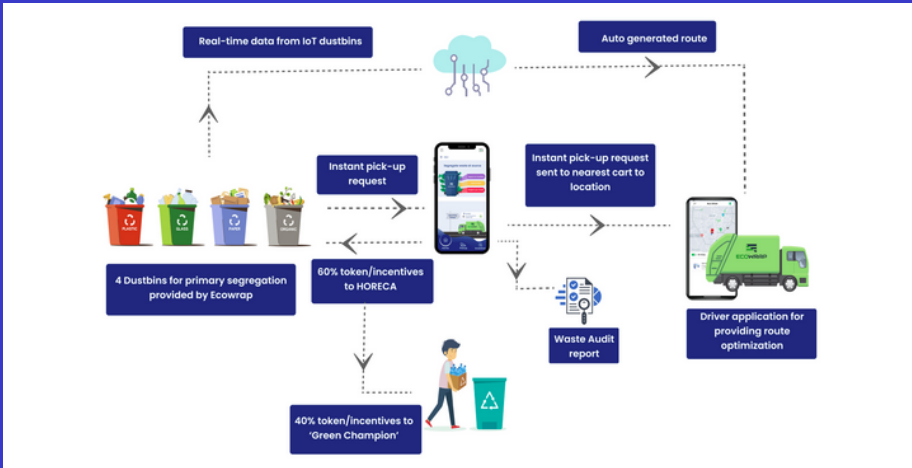 Real-time data from IoT dustbins
Auto generated route
Instant pick-up
request
Instant pick-up request
sent to nearest cart to
location
PLASTIC
GLASS
PAPER
ORGANIC
4 Dustbins for primary segregation
provided by Ecowrap
60% token/incentives
to HORECA
ECOWRAP
Waste Audit
report
Driver application for
providing route
optimization
40% token/incentives to
‘Green Champion’